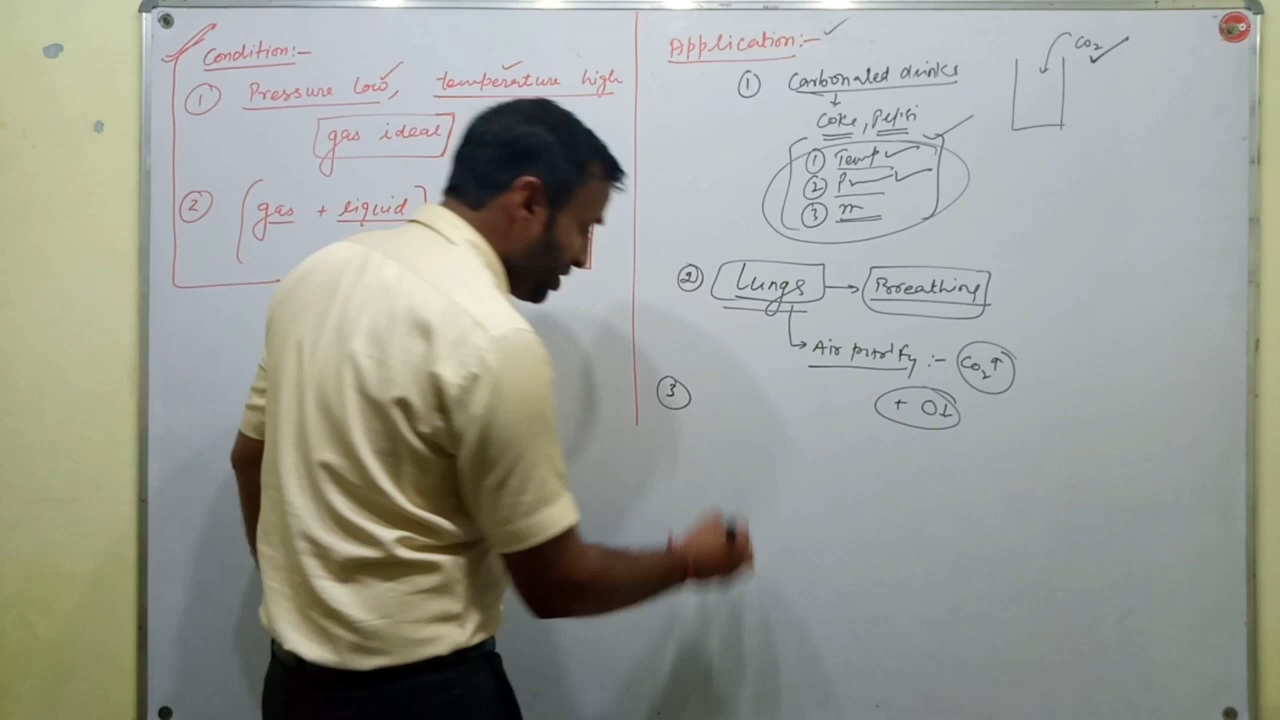 Condition:-
① Pressure low, temperature high
gas ideal
② (gas + liquid)
Application:-
① Carbonated drinks
Coke, Pepsi
① Temp
② P
③ n
CO₂
② Lungs → Breathing
Air purify :- CO₂↑
+ O↓
③